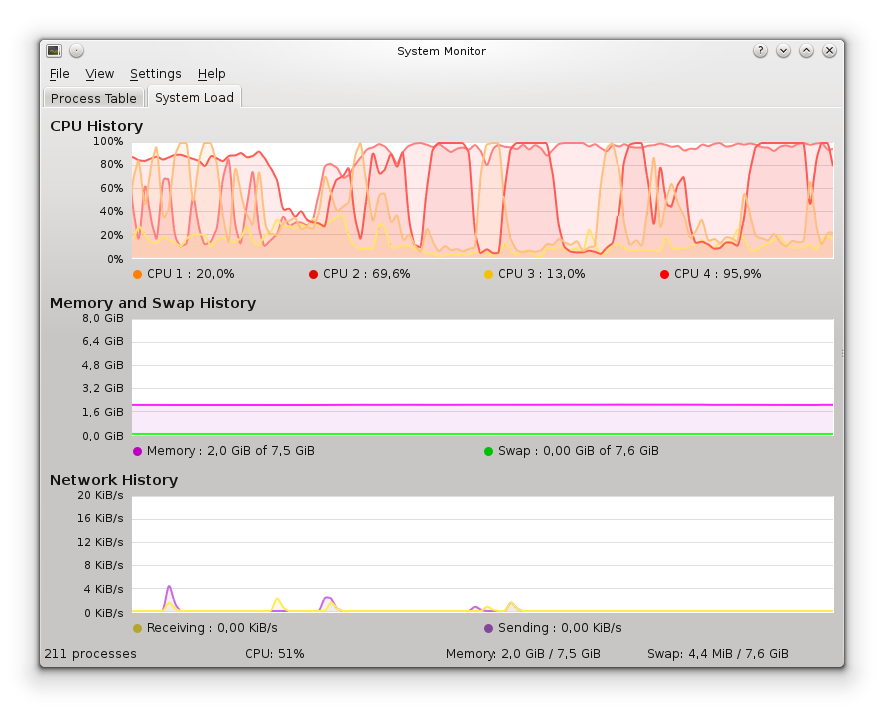 System Monitor
File View Settings Help
Process Table System Load
CPU History
100%
80%
60%
40%
20%
0%
CPU 1 : 20,0% CPU 2 : 69,6% CPU 3 : 13,0% CPU 4 : 95,9%
Memory and Swap History
8,0 GiB
6,4 GiB
4,8 GiB
3,2 GiB
1,6 GiB
0,0 GiB
Memory : 2,0 GiB of 7,5 GiB Swap : 0,00 GiB of 7,6 GiB
Network History
20 KiB/s
16 KiB/s
12 KiB/s
8 KiB/s
4 KiB/s
0 KiB/s
Receiving : 0,00 KiB/s Sending : 0,00 KiB/s
211 processes CPU: 51% Memory: 2,0 GiB / 7,5 GiB Swap: 4,4 MiB / 7,6 GiB